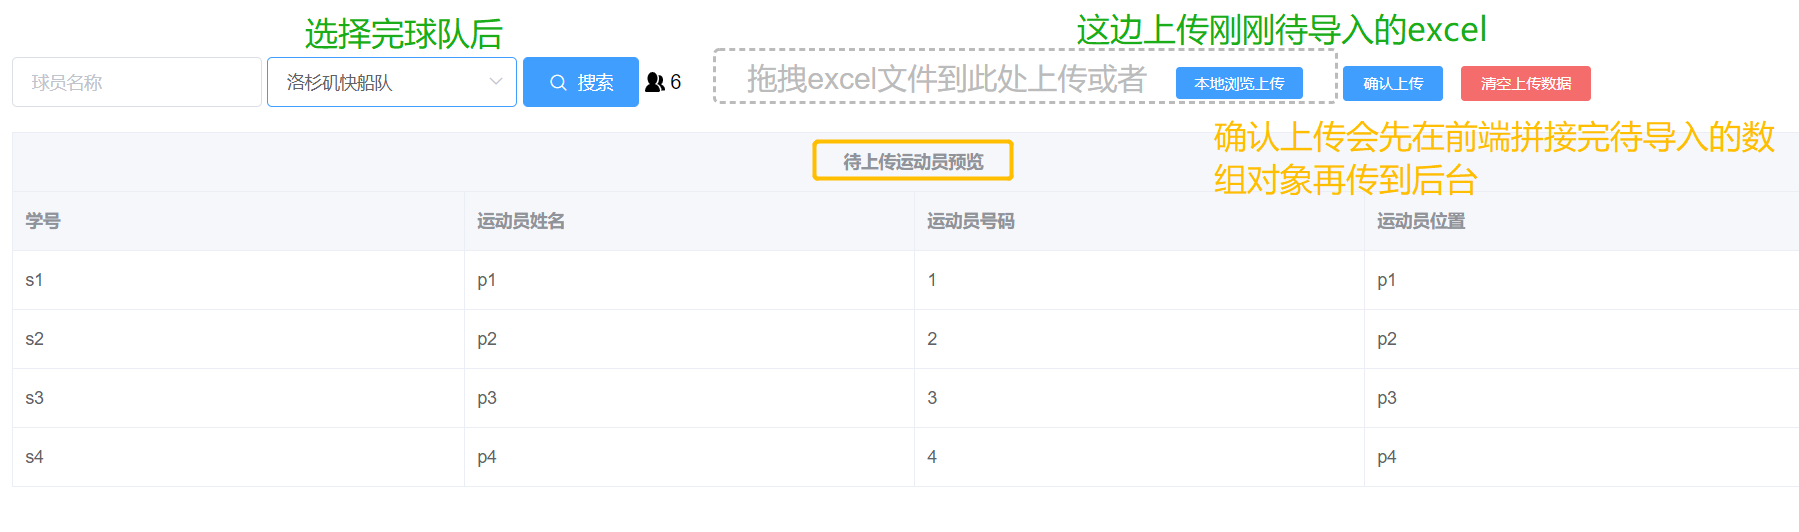 选择完球队后
这边上传刚刚待导入的excel
球员名称
洛杉矶快船队
搜索
6
拖拽excel文件到此处上传或者
本地浏览上传
确认上传
清空上传数据
确认上传会先在前端拼接完待导入的数
组对象再传到后台
待上传运动员预览
学号 运动员姓名 运动员号码 运动员位置
s1 p1 1 p1
s2 p2 2 p2
s3 p3 3 p3
s4 p4 4 p4